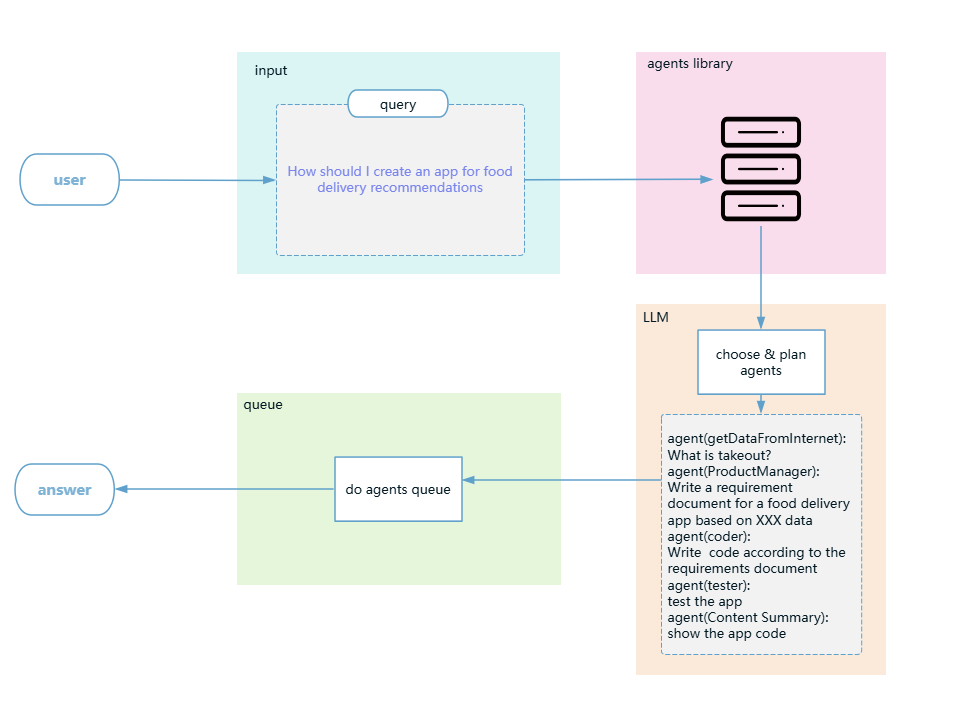 input
agents library
query
user
How should I create an app for food
delivery recommendations
LLM
choose & plan
agents
queue
agent(getDataFromInternet):
What is takeout?
agent(ProductManager):
Write a requirement
document for a food delivery
app based on XXX data
agent(coder):
Write  code according to the
requirements document
agent(tester):
test the app
agent(Content Summary):
show the app code
do agents queue
answer